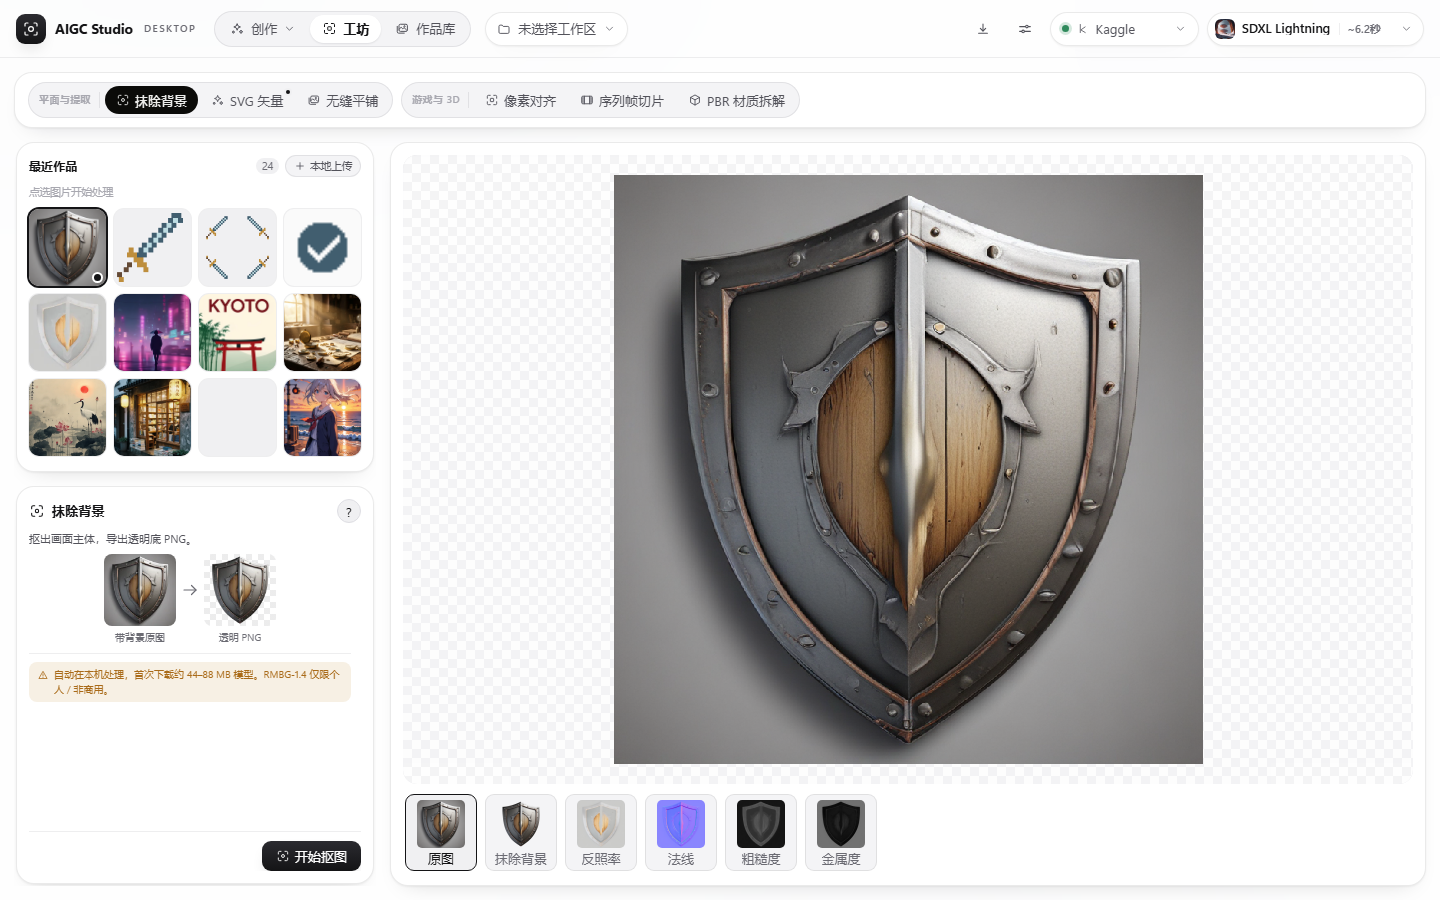 AIGC Studio DESKTOP
创作
工坊
作品库
未选择工作区
Kaggle
SDXL Lightning
~6.2秒
平面与提取
抹除背景
SVG 矢量
无缝平铺
游戏与 3D
像素对齐
序列帧切片
PBR 材质拆解
最近作品
24
+ 本地上传
点选图片开始处理
KYOTO
抹除背景
?
抠出画面主体，导出透明底 PNG。
带背景原图
透明 PNG
自动在本机处理，首次下载约 44–88 MB 模型。RMBG-1.4 仅限个
人 / 非商用。
开始抠图
原图
抹除背景
反照率
法线
粗糙度
金属度